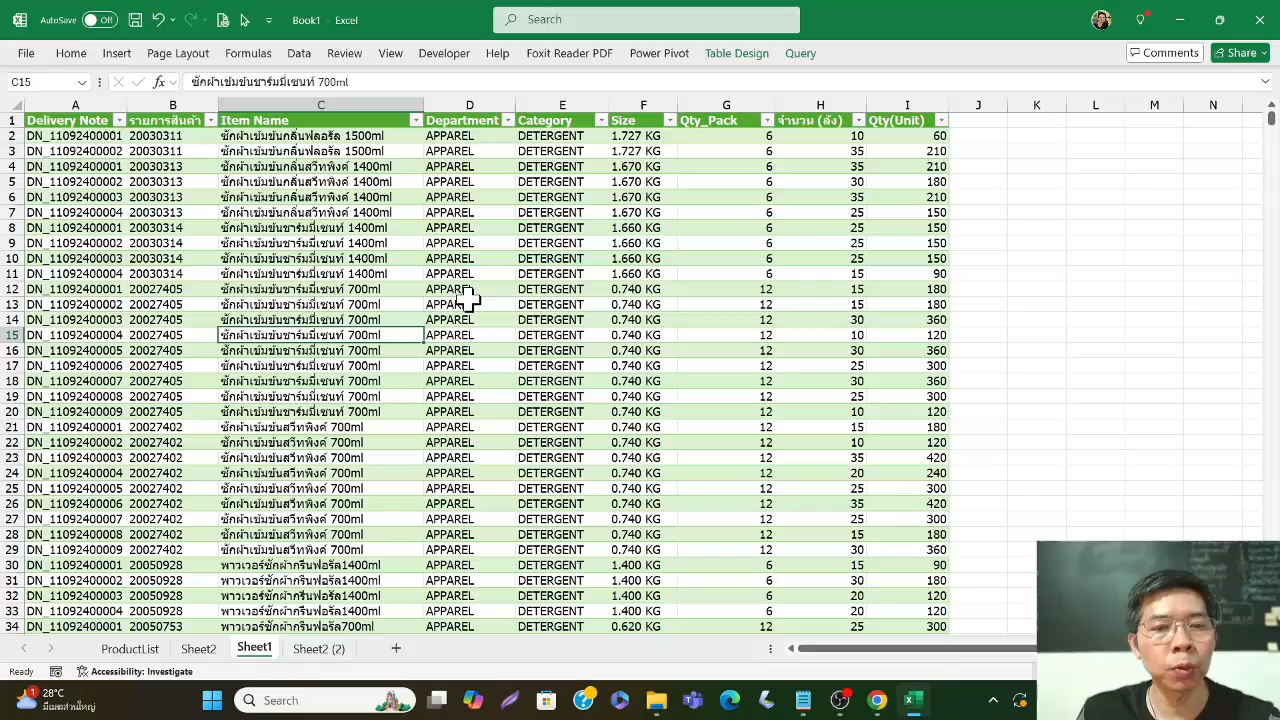 AutoSave Off Book1 - Excel Search
File Home Insert Page Layout Formulas Data Review View Developer Help Foxit Reader PDF Power Pivot Table Design Query Comments Share
C15 fx ซักผ้าเข้มข้นชาร์มมี่เซนท์ 700ml
A B C D E F G H I J K L M N
1 Delivery Note รายการสินค้า Item Name Department Category Size Qty_Pack จำนวน (ลัง) Qty(Unit)
2 DN_11092400001 20030311 ซักผ้าเข้มข้นกลิ่นฟลอรัล 1500ml APPAREL DETERGENT 1.727 KG 6 10 60
3 DN_11092400002 20030311 ซักผ้าเข้มข้นกลิ่นฟลอรัล 1500ml APPAREL DETERGENT 1.727 KG 6 35 210
4 DN_11092400001 20030313 ซักผ้าเข้มข้นกลิ่นสวีทพิงค์ 1400ml APPAREL DETERGENT 1.670 KG 6 35 210
5 DN_11092400002 20030313 ซักผ้าเข้มข้นกลิ่นสวีทพิงค์ 1400ml APPAREL DETERGENT 1.670 KG 6 30 180
6 DN_11092400003 20030313 ซักผ้าเข้มข้นกลิ่นสวีทพิงค์ 1400ml APPAREL DETERGENT 1.670 KG 6 35 210
7 DN_11092400004 20030313 ซักผ้าเข้มข้นกลิ่นสวีทพิงค์ 1400ml APPAREL DETERGENT 1.670 KG 6 25 150
8 DN_11092400001 20030314 ซักผ้าเข้มข้นชาร์มมี่เซนท์ 1400ml APPAREL DETERGENT 1.660 KG 6 25 150
9 DN_11092400002 20030314 ซักผ้าเข้มข้นชาร์มมี่เซนท์ 1400ml APPAREL DETERGENT 1.660 KG 6 25 150
10 DN_11092400003 20030314 ซักผ้าเข้มข้นชาร์มมี่เซนท์ 1400ml APPAREL DETERGENT 1.660 KG 6 25 150
11 DN_11092400004 20030314 ซักผ้าเข้มข้นชาร์มมี่เซนท์ 1400ml APPAREL DETERGENT 1.660 KG 6 15 90
12 DN_11092400001 20027405 ซักผ้าเข้มข้นชาร์มมี่เซนท์ 700ml APPAREL DETERGENT 0.740 KG 12 15 180
13 DN_11092400002 20027405 ซักผ้าเข้มข้นชาร์มมี่เซนท์ 700ml APPAREL DETERGENT 0.740 KG 12 15 180
14 DN_11092400003 20027405 ซักผ้าเข้มข้นชาร์มมี่เซนท์ 700ml APPAREL DETERGENT 0.740 KG 12 30 360
15 DN_11092400004 20027405 ซักผ้าเข้มข้นชาร์มมี่เซนท์ 700ml APPAREL DETERGENT 0.740 KG 12 10 120
16 DN_11092400005 20027405 ซักผ้าเข้มข้นชาร์มมี่เซนท์ 700ml APPAREL DETERGENT 0.740 KG 12 30 360
17 DN_11092400006 20027405 ซักผ้าเข้มข้นชาร์มมี่เซนท์ 700ml APPAREL DETERGENT 0.740 KG 12 25 300
18 DN_11092400007 20027405 ซักผ้าเข้มข้นชาร์มมี่เซนท์ 700ml APPAREL DETERGENT 0.740 KG 12 30 360
19 DN_11092400008 20027405 ซักผ้าเข้มข้นชาร์มมี่เซนท์ 700ml APPAREL DETERGENT 0.740 KG 12 25 300
20 DN_11092400009 20027405 ซักผ้าเข้มข้นชาร์มมี่เซนท์ 700ml APPAREL DETERGENT 0.740 KG 12 10 120
21 DN_11092400001 20027402 ซักผ้าเข้มข้นสวีทพิงค์ 700ml APPAREL DETERGENT 0.740 KG 12 15 180
22 DN_11092400002 20027402 ซักผ้าเข้มข้นสวีทพิงค์ 700ml APPAREL DETERGENT 0.740 KG 12 10 120
23 DN_11092400003 20027402 ซักผ้าเข้มข้นสวีทพิงค์ 700ml APPAREL DETERGENT 0.740 KG 12 35 420
24 DN_11092400004 20027402 ซักผ้าเข้มข้นสวีทพิงค์ 700ml APPAREL DETERGENT 0.740 KG 12 20 240
25 DN_11092400005 20027402 ซักผ้าเข้มข้นสวีทพิงค์ 700ml APPAREL DETERGENT 0.740 KG 12 25 300
26 DN_11092400006 20027402 ซักผ้าเข้มข้นสวีทพิงค์ 700ml APPAREL DETERGENT 0.740 KG 12 35 420
27 DN_11092400007 20027402 ซักผ้าเข้มข้นสวีทพิงค์ 700ml APPAREL DETERGENT 0.740 KG 12 25 300
28 DN_11092400008 20027402 ซักผ้าเข้มข้นสวีทพิงค์ 700ml APPAREL DETERGENT 0.740 KG 12 15 180
29 DN_11092400009 20027402 ซักผ้าเข้มข้นสวีทพิงค์ 700ml APPAREL DETERGENT 0.740 KG 12 30 360
30 DN_11092400001 20050928 พาวเวอร์ซักผ้ากรีนฟอรัล1400ml APPAREL DETERGENT 1.400 KG 6 15 90
31 DN_11092400002 20050928 พาวเวอร์ซักผ้ากรีนฟอรัล1400ml APPAREL DETERGENT 1.400 KG 6 30 180
32 DN_11092400003 20050928 พาวเวอร์ซักผ้ากรีนฟอรัล1400ml APPAREL DETERGENT 1.400 KG 6 20 120
33 DN_11092400004 20050928 พาวเวอร์ซักผ้ากรีนฟอรัล1400ml APPAREL DETERGENT 1.400 KG 6 20 120
34 DN_11092400001 20050753 พาวเวอร์ซักผ้ากรีนฟอรัล700ml APPAREL DETERGENT 0.620 KG 12 25 300
ProductList Sheet2 Sheet1 Sheet2 (2)
Ready Accessibility: Investigate
1 28°C
มีเมฆส่วนใหญ่
Search